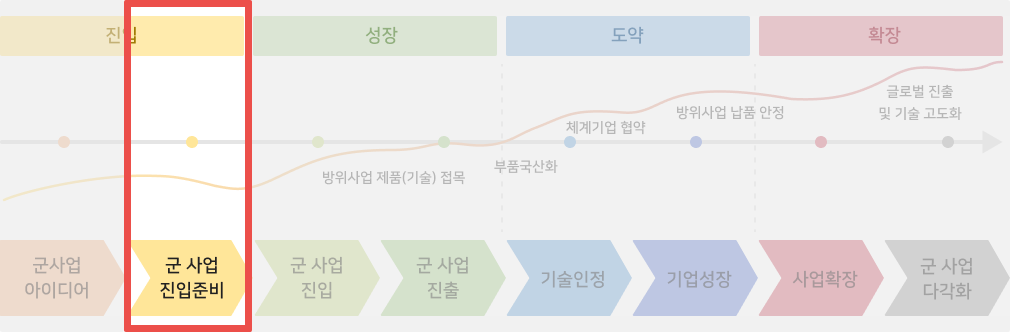 진입
성장
도약
확장
글로벌 진출
및 기술 고도화
방위사업 납품 안정
체계기업 협약
부품국산화
방위사업 제품(기술) 접목
군사업
아이디어
군 사업
진입준비
군 사업
진입
군 사업
진출
기술인정
기업성장
사업확장
군 사업
다각화